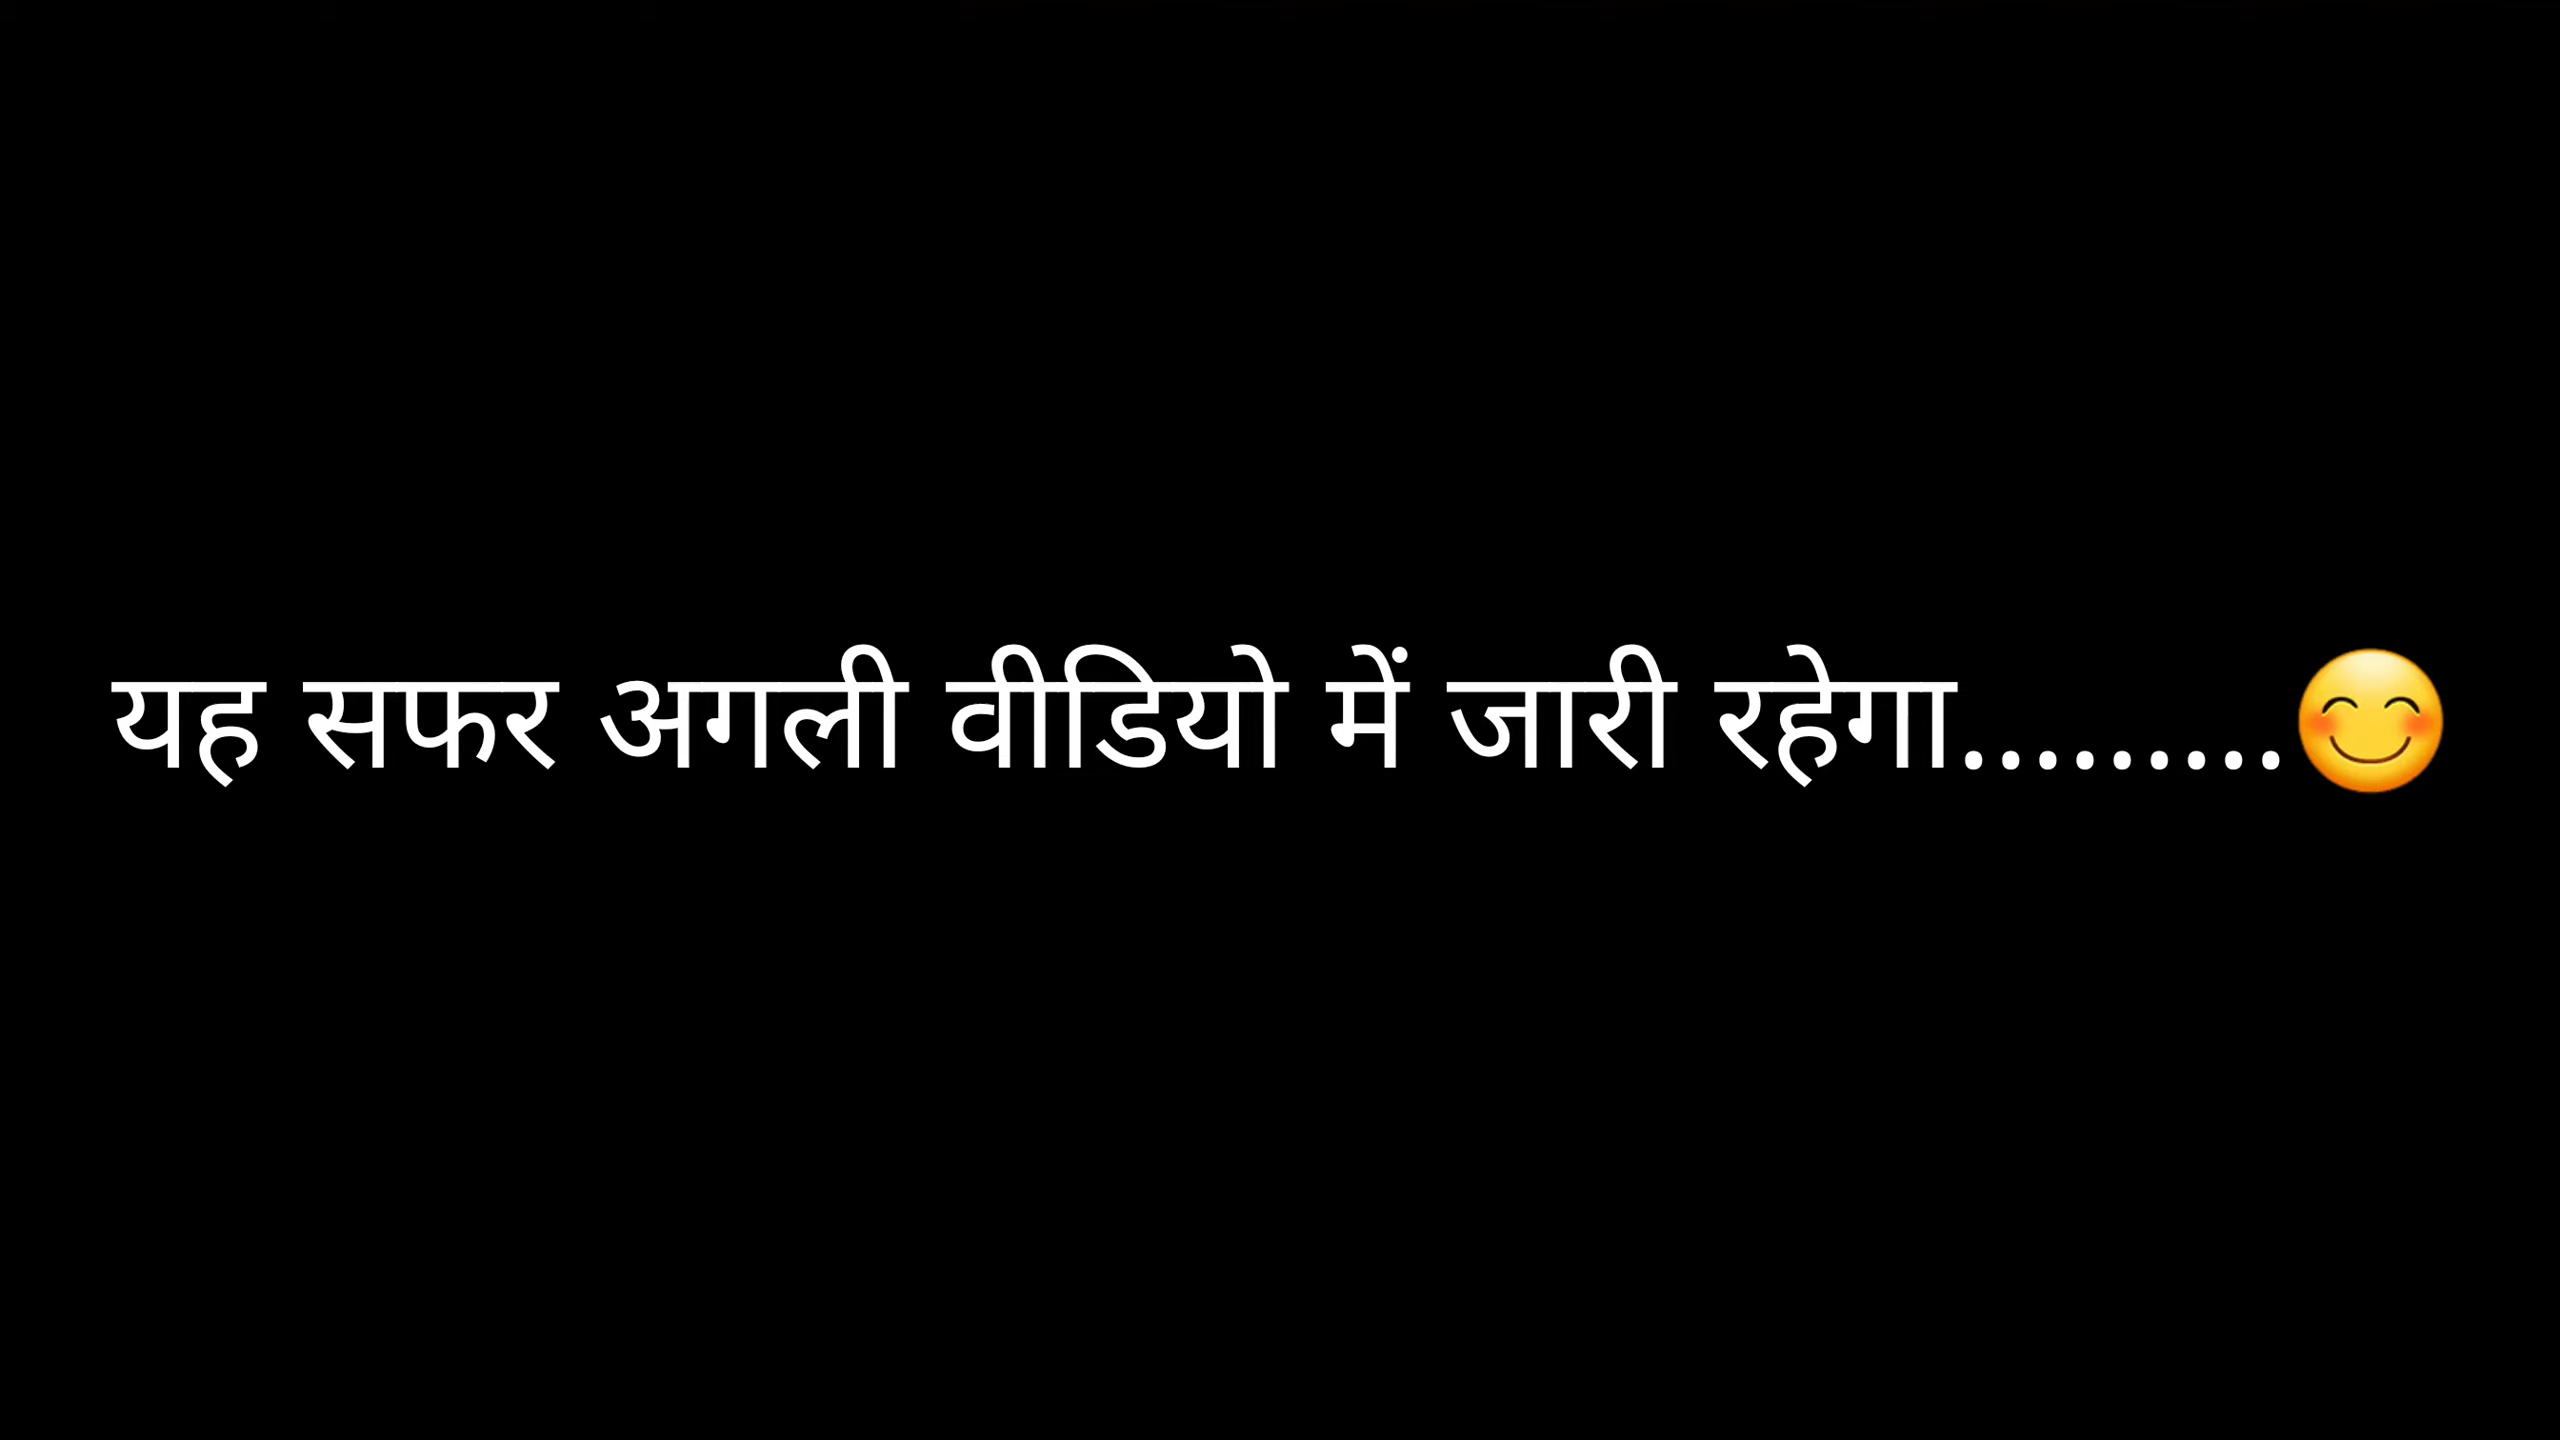 यह सफर अगली वीडियो में जारी रहेगा.........😊